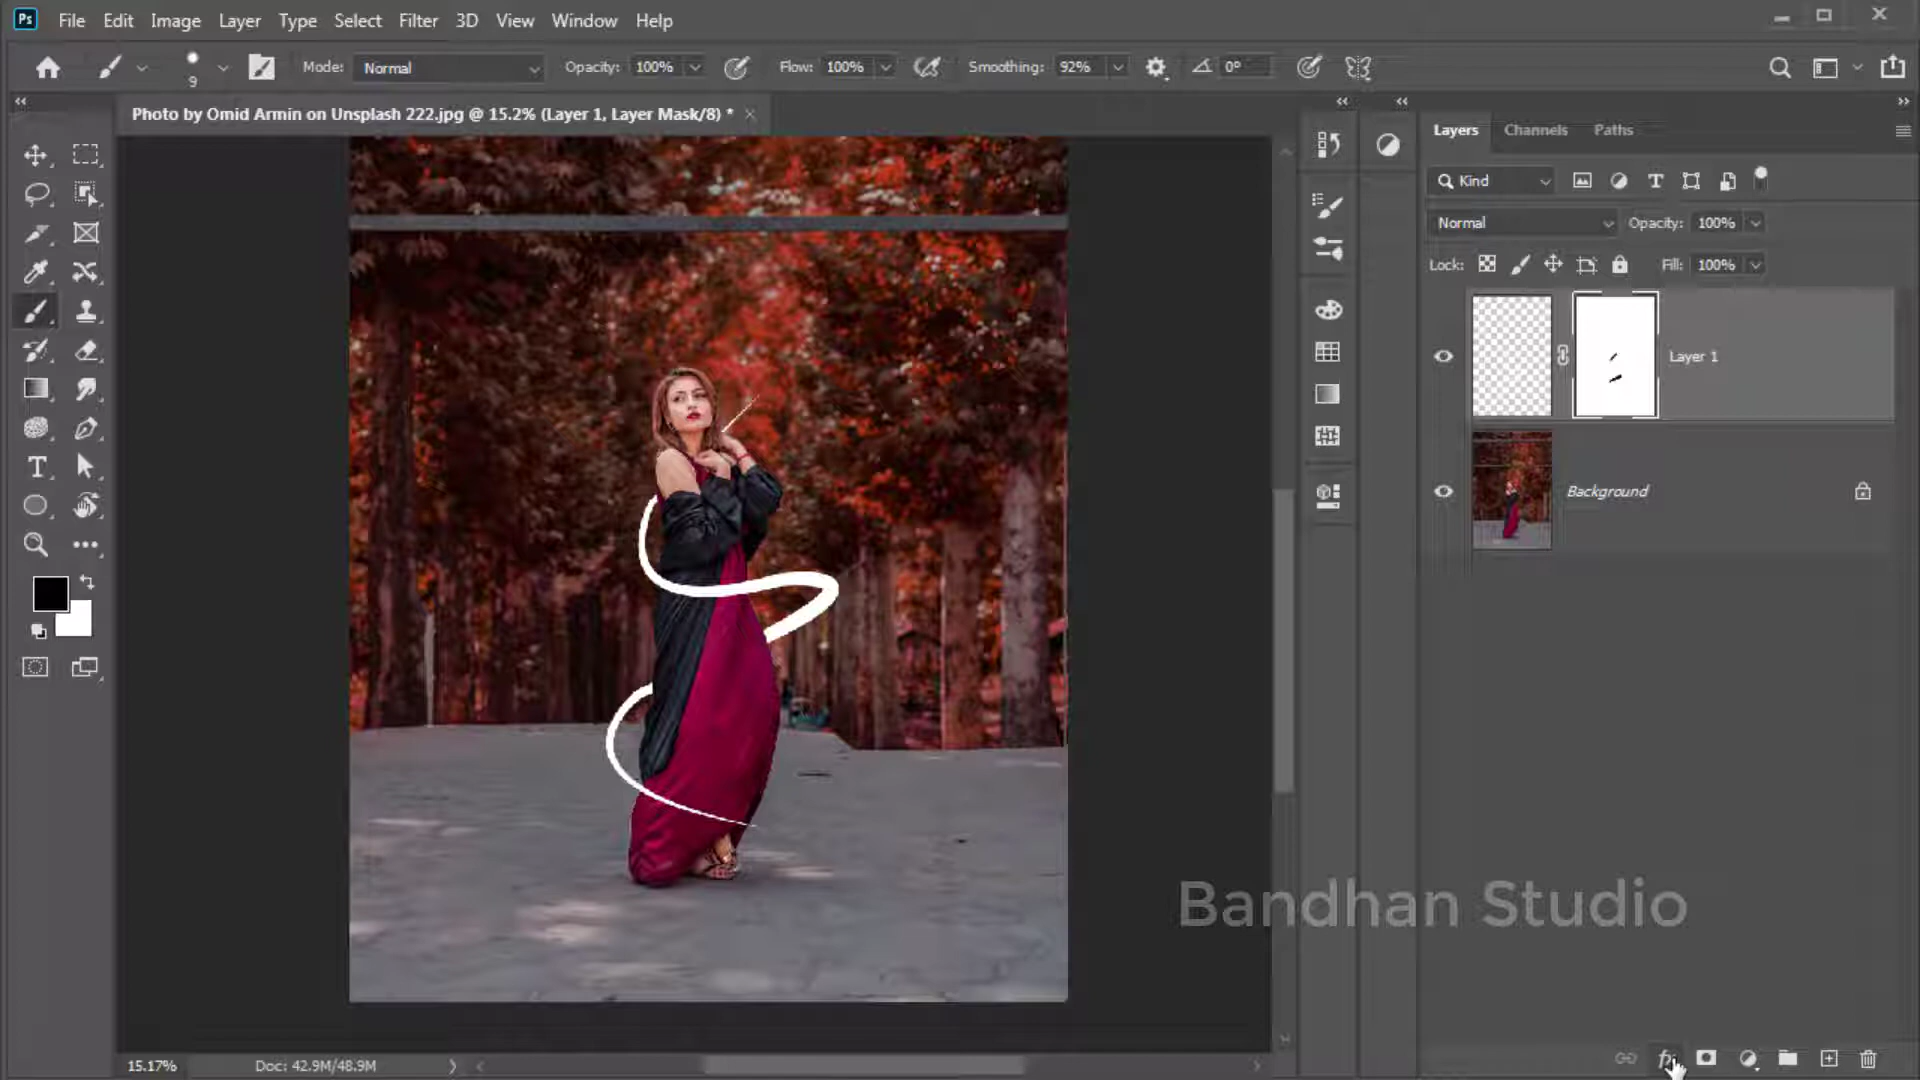 Ps File Edit Image Layer Type Select Filter 3D View Window Help
9 Mode: Normal Opacity: 100% Flow: 100% Smoothing: 92% 0°
Photo by Omid Armin on Unsplash 222.jpg @ 15.2% (Layer 1, Layer Mask/8) *
Layers Channels Paths
Kind
Normal Opacity: 100%
Lock: Fill: 100%
Layer 1
Background
Bandhan Studio
15.17% Doc: 42.9M/48.9M
fx